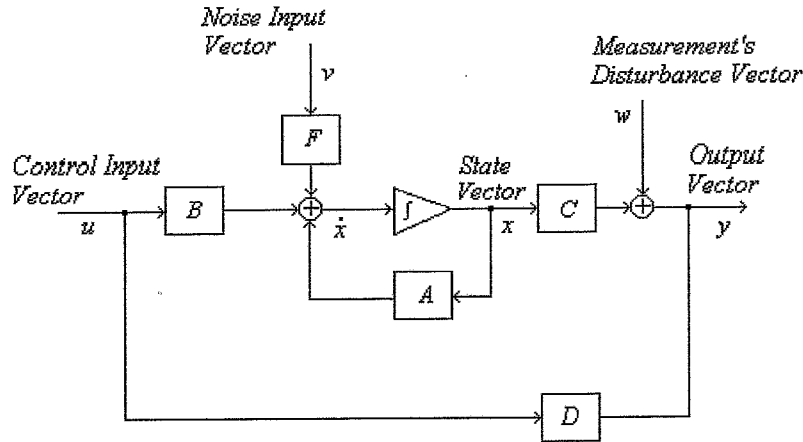 Noise Input
Vector
v
Measurement's
Disturbance Vector
w
F
Control Input
Vector
State
Vector
Output
Vector
u
B
ẋ
∫
x
C
y
A
D